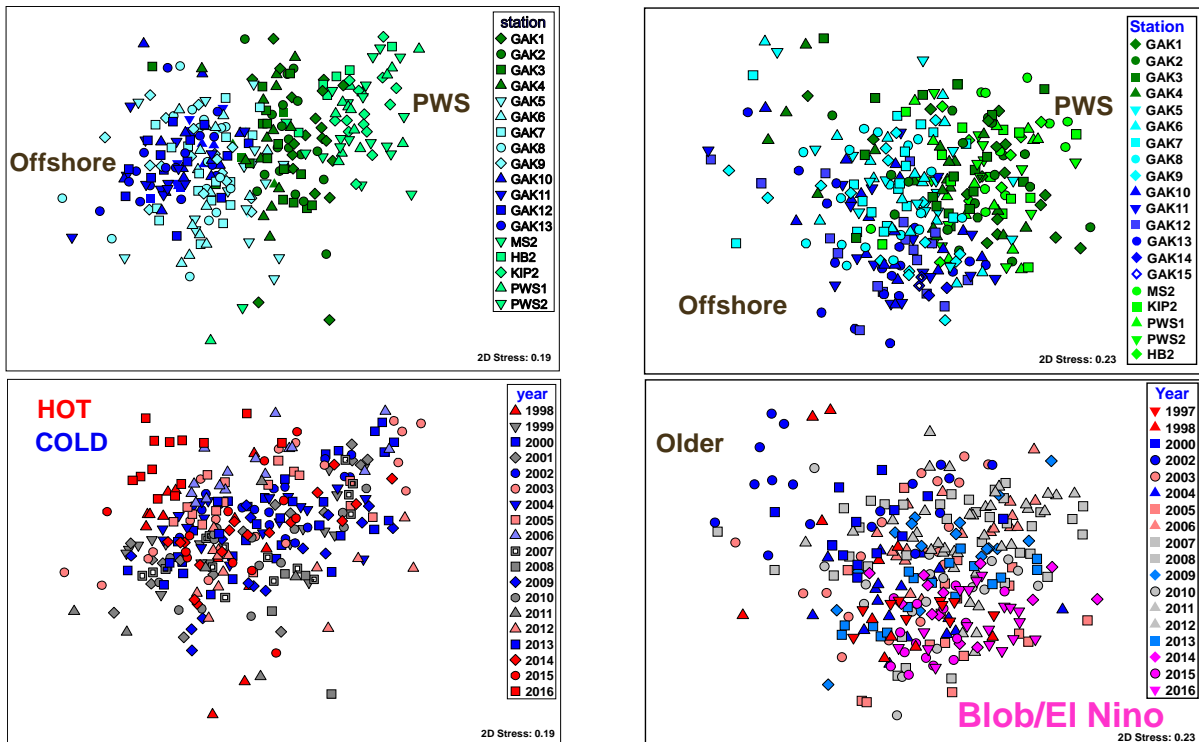 station
GAK1
GAK2
GAK3
GAK4
GAK5
GAK6
GAK7
GAK8
GAK9
GAK10
GAK11
GAK12
GAK13
MS2
HB2
KIP2
PWS1
PWS2
PWS
Offshore
2D Stress: 0.19
Station
GAK1
GAK2
GAK3
GAK4
GAK5
GAK6
GAK7
GAK8
GAK9
GAK10
GAK11
GAK12
GAK13
GAK14
GAK15
MS2
KIP2
PWS1
PWS2
HB2
PWS
Offshore
2D Stress: 0.23
HOT
COLD
year
1998
1999
2000
2001
2002
2003
2004
2005
2006
2007
2008
2009
2010
2011
2012
2013
2014
2015
2016
2D Stress: 0.19
Older
Year
1997
1998
2000
2002
2003
2004
2005
2006
2007
2008
2009
2010
2011
2012
2013
2014
2015
2016
Blob/El Nino
2D Stress: 0.23